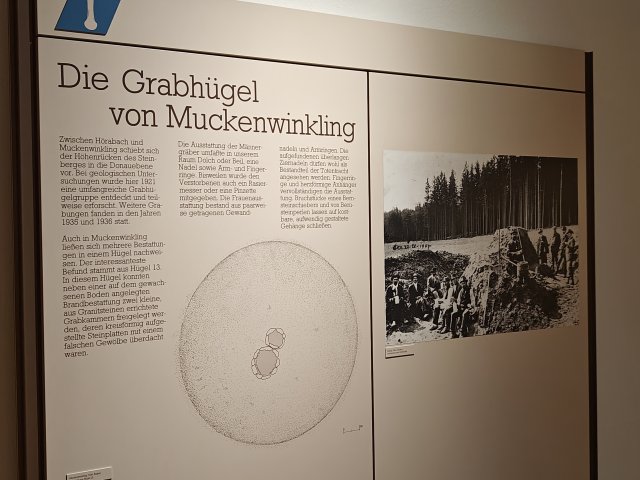 Die Grabhügel
von Muckenwinkling
Zwischen Hörabach und
Muckenwinkling schiebt sich
der Höhenrücken des Stein-
berges in die Donauebene
vor. Bei geologischen Unter-
suchungen wurde hier 1921
eine umfangreiche Grabhü-
gelgruppe entdeckt und teil-
weise erforscht. Weitere Gra-
bungen fanden in den Jahren
1935 und 1936 statt.
Auch in Muckenwinkling
ließen sich mehrere Bestattun-
gen in einem Hügel nachwei-
sen. Der interessanteste
Befund stammt aus Hügel 13.
In diesem Hügel konnten
neben einer auf dem gewach-
senen Boden angelegten
Brandbestattung zwei kleine,
aus Granitsteinen errichtete
Grabkammern freigelegt wer-
den, deren kreisförmig aufge-
stellte Steinplatten mit einem
falschen Gewölbe überdacht
waren.
Die Ausstattung der Männer-
gräber umfaßte in unserem
Raum Dolch oder Beil, eine
Nadel sowie Arm- und Finger-
ringe. Bisweilen wurde den
Verstorbenen auch ein Rasier-
messer oder eine Pinzette
mitgegeben. Die Frauenaus-
stattung bestand aus paarwei-
se getragenen Gewand-
nadeln und Armringen. Die
aufgefundenen überlangen
Ziernadeln dürfen wohl als
Bestandteil der Totentracht
angesehen werden. Fingerrin-
ge und herzförmige Anhänger
vervollständigen die Ausstat-
tung. Bruchstücke eines Bern-
steinschiebers und von Bern-
steinperlen lassen auf kost-
bare, aufwendig gestaltete
Gehänge schließen.